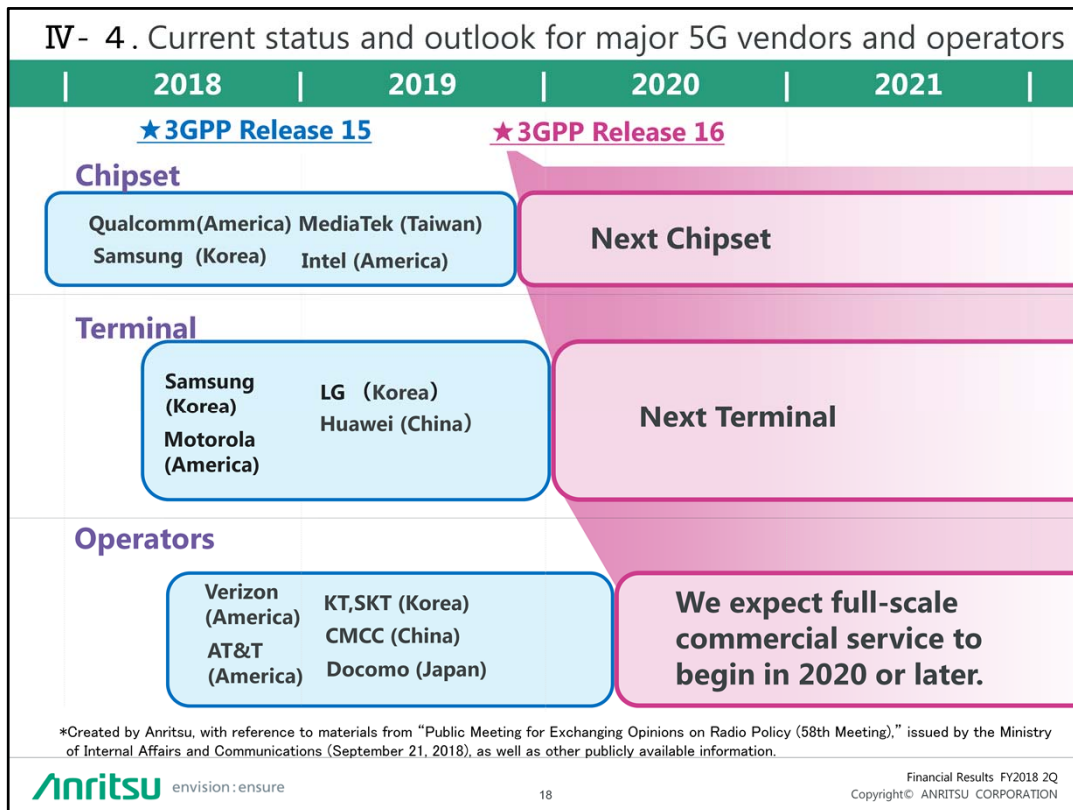 Ⅳ- ４. Current status and outlook for major 5G vendors and operators
| 2018 | 2019 | 2020 | 2021 |
★3GPP Release 15 ★3GPP Release 16
Chipset
Qualcomm(America) MediaTek (Taiwan)
Samsung (Korea) Intel (America)
Next Chipset
Terminal
Samsung
(Korea)
Motorola
(America)
LG （Korea）
Huawei (China）
Next Terminal
Operators
Verizon
(America)
AT&T
(America)
KT,SKT (Korea)
CMCC (China)
Docomo (Japan)
We expect full-scale
commercial service to
begin in 2020 or later.
*Created by Anritsu, with reference to materials from “Public Meeting for Exchanging Opinions on Radio Policy (58th Meeting),” issued by the Ministry
of Internal Affairs and Communications (September 21, 2018), as well as other publicly available information.
Anritsu envision : ensure
18
Financial Results FY2018 2Q
Copyright© ANRITSU CORPORATION